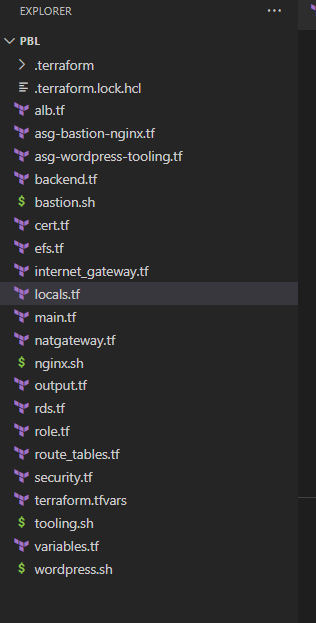 EXPLORER ...
PBL
.terraform
.terraform.lock.hcl
alb.tf
asg-bastion-nginx.tf
asg-wordpress-tooling.tf
backend.tf
$ bastion.sh
cert.tf
efs.tf
internet_gateway.tf
locals.tf
main.tf
natgateway.tf
$ nginx.sh
output.tf
rds.tf
role.tf
route_tables.tf
security.tf
terraform.tfvars
$ tooling.sh
variables.tf
$ wordpress.sh